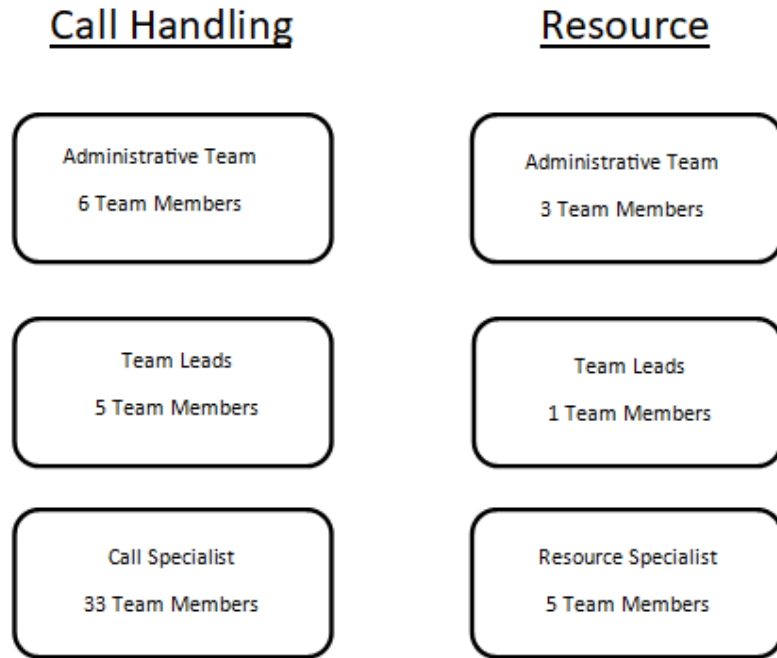 Call Handling
Administrative Team
6 Team Members
Team Leads
5 Team Members
Call Specialist
33 Team Members
Resource
Administrative Team
3 Team Members
Team Leads
1 Team Members
Resource Specialist
5 Team Members